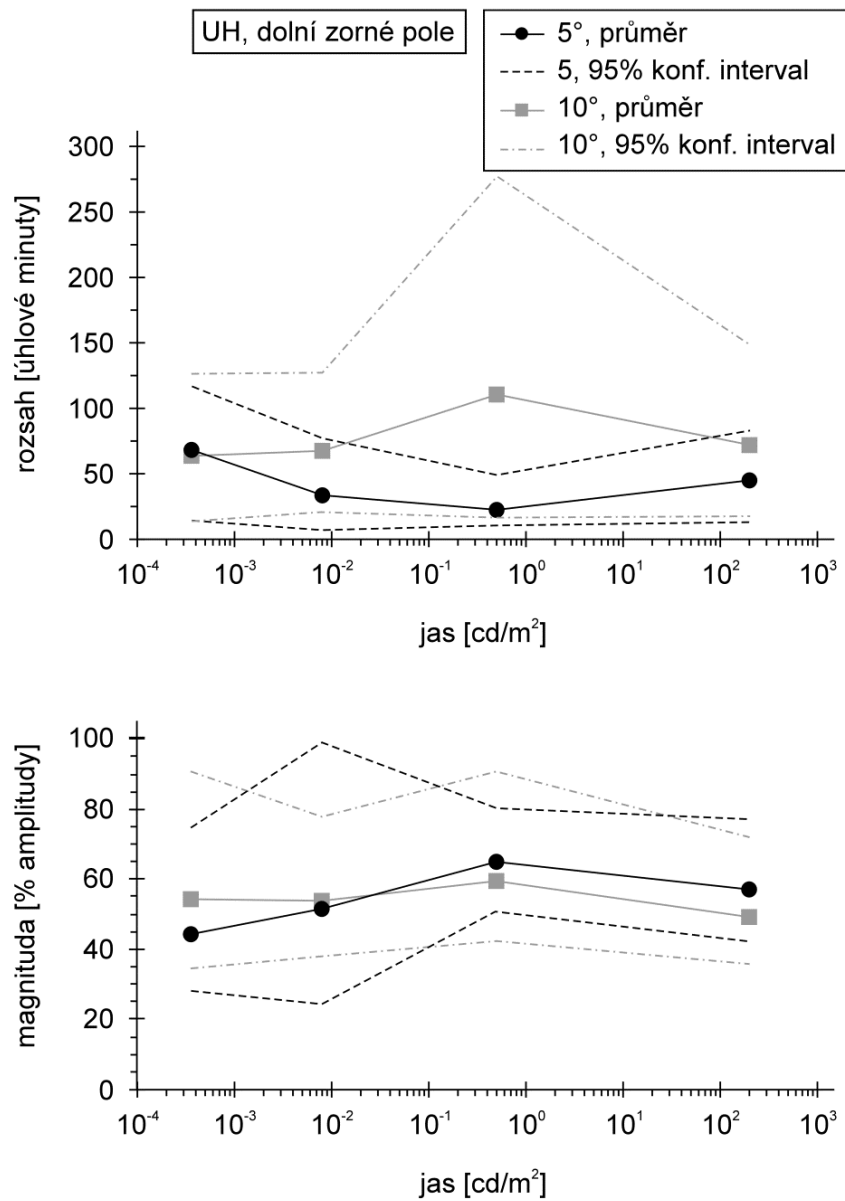 UH, dolní zorné pole
5°, průměr
5, 95% konf. interval
10°, průměr
10°, 95% konf. interval
rozsah [úhlové minuty]
300
250
200
150
100
50
0
10⁻⁴ 10⁻³ 10⁻² 10⁻¹ 10⁰ 10¹ 10² 10³
jas [cd/m²]
magnituda [% amplitudy]
100
80
60
40
20
0
10⁻⁴ 10⁻³ 10⁻² 10⁻¹ 10⁰ 10¹ 10² 10³
jas [cd/m²]